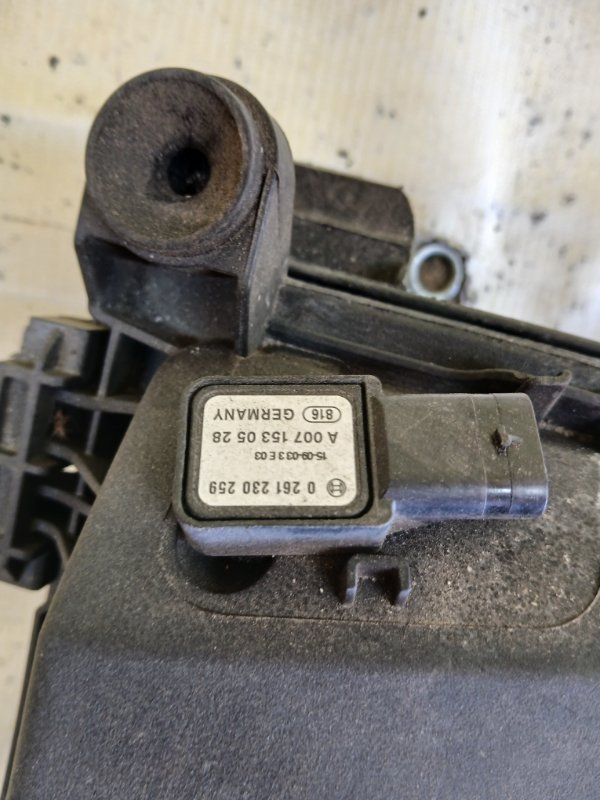 0 261 230 259
15-09-03 3 E 03
A 007 153 05 28
816 GERMANY